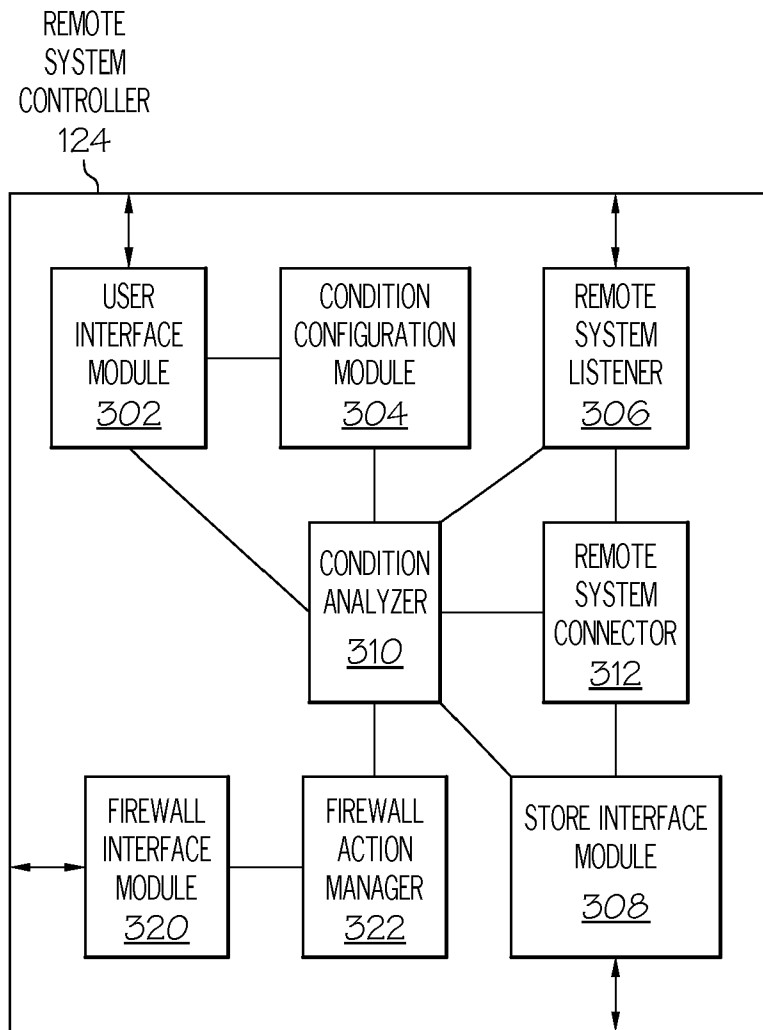 REMOTE
SYSTEM
CONTROLLER
124
USER
INTERFACE
MODULE
302
CONDITION
CONFIGURATION
MODULE
304
REMOTE
SYSTEM
LISTENER
306
CONDITION
ANALYZER
310
REMOTE
SYSTEM
CONNECTOR
312
FIREWALL
INTERFACE
MODULE
320
FIREWALL
ACTION
MANAGER
322
STORE INTERFACE
MODULE
308